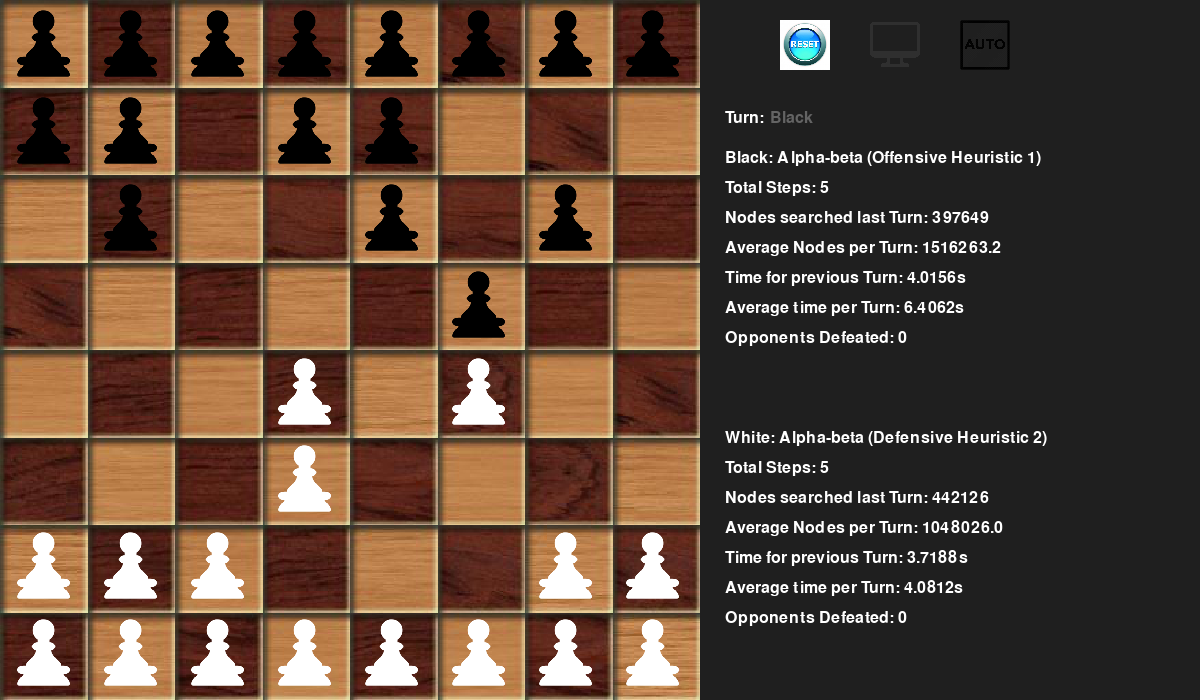 RESET
AUTO
Turn: Black
Black: Alpha-beta (Offensive Heuristic 1)
Total Steps: 5
Nodes searched last Turn: 397649
Average Nodes per Turn: 1516263.2
Time for previous Turn: 4.0156s
Average time per Turn: 6.4062s
Opponents Defeated: 0
White: Alpha-beta (Defensive Heuristic 2)
Total Steps: 5
Nodes searched last Turn: 442126
Average Nodes per Turn: 1048026.0
Time for previous Turn: 3.7188s
Average time per Turn: 4.0812s
Opponents Defeated: 0